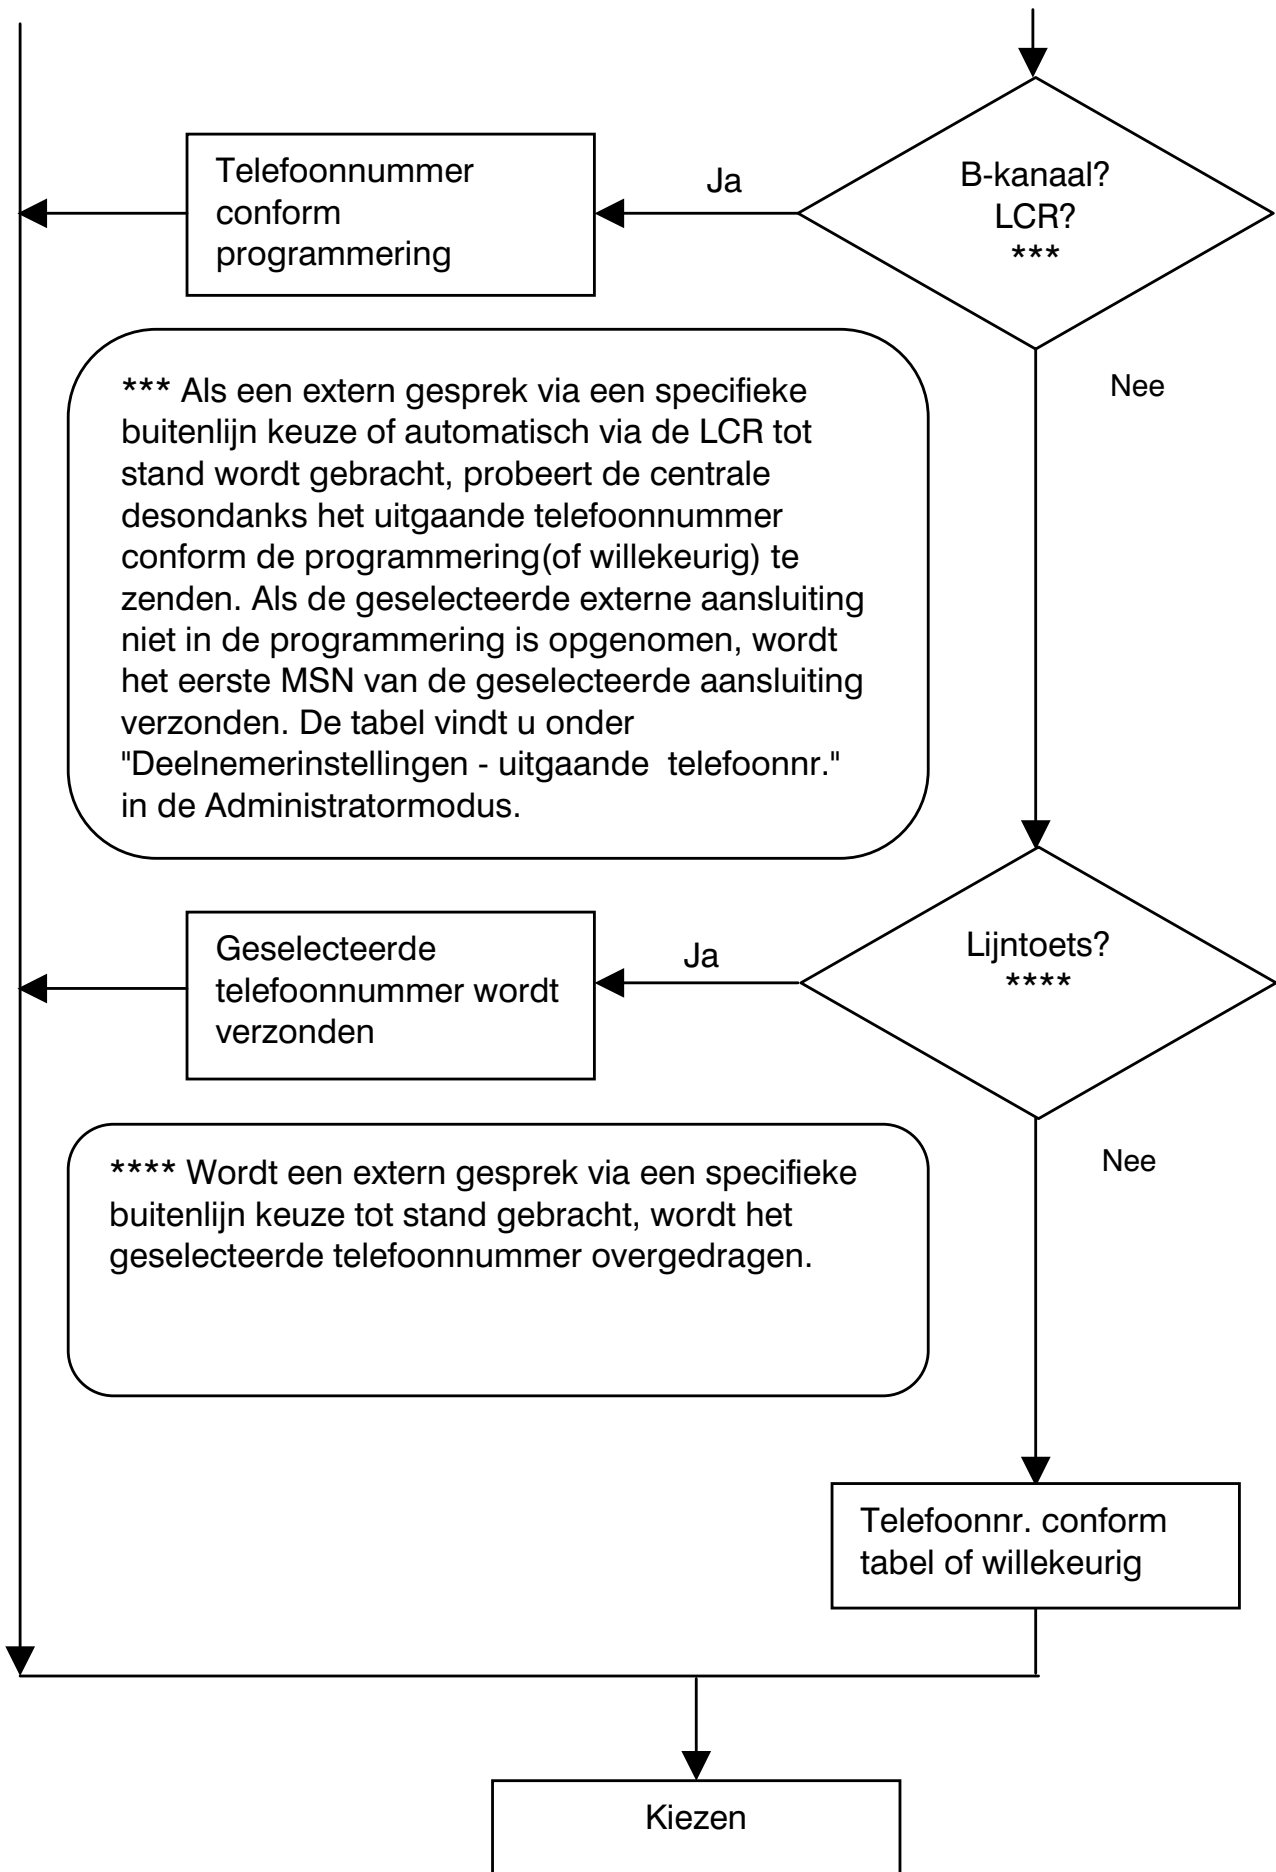 B-kanaal?
LCR?
***
Ja
Telefoonnummer
conform
programmering
Nee
*** Als een extern gesprek via een specifieke
buitenlijn keuze of automatisch via de LCR tot
stand wordt gebracht, probeert de centrale
desondanks het uitgaande telefoonnummer
conform de programmering(of willekeurig) te
zenden. Als de geselecteerde externe aansluiting
niet in de programmering is opgenomen, wordt
het eerste MSN van de geselecteerde aansluiting
verzonden. De tabel vindt u onder
"Deelnemerinstellingen - uitgaande  telefoonnr."
in de Administratormodus.
Lijntoets?
****
Ja
Geselecteerde
telefoonnummer wordt
verzonden
Nee
**** Wordt een extern gesprek via een specifieke
buitenlijn keuze tot stand gebracht, wordt het
geselecteerde telefoonnummer overgedragen.
Telefoonnr. conform
tabel of willekeurig
Kiezen